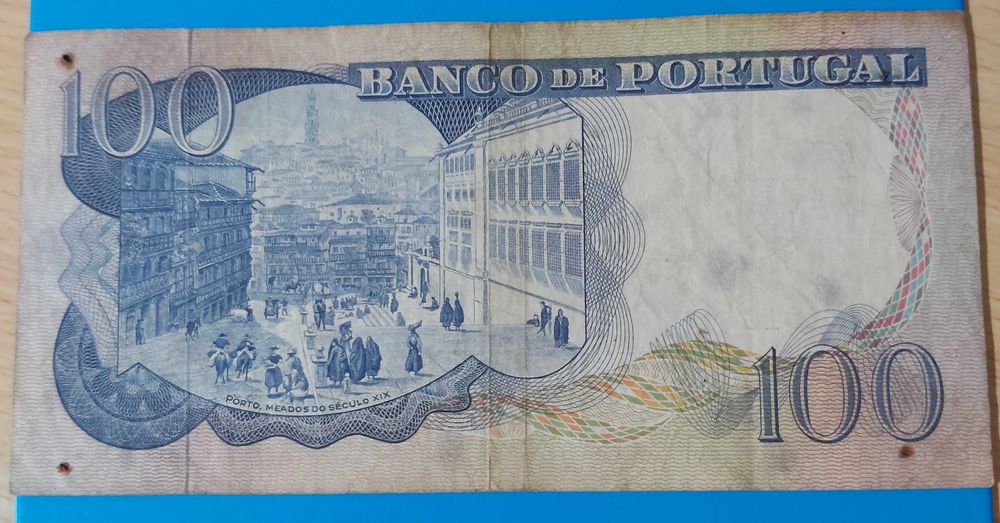 100
BANCO DE PORTUGAL
PORTO, MEADOS DO SÉCULO XIX
100